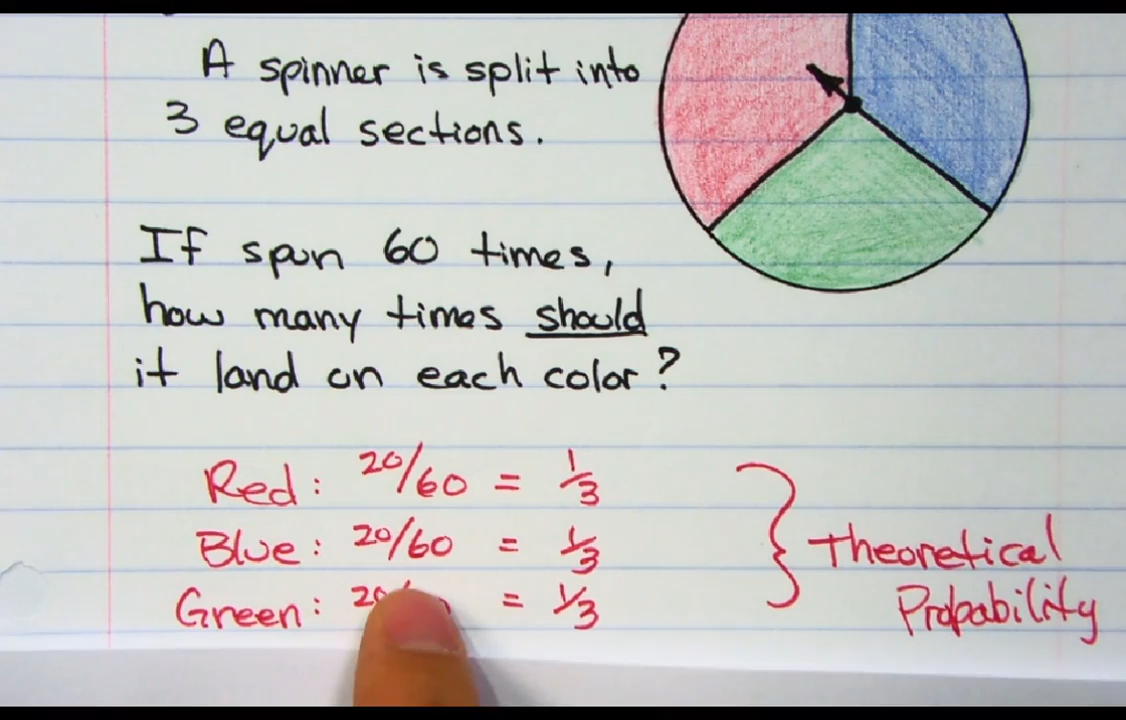 A spinner is split into
3 equal sections.
If spun 60 times,
how many times should
it land on each color?
Red: 20/60 = 1/3
Blue: 20/60 = 1/3
Green: = 1/3
Theoretical
Probability